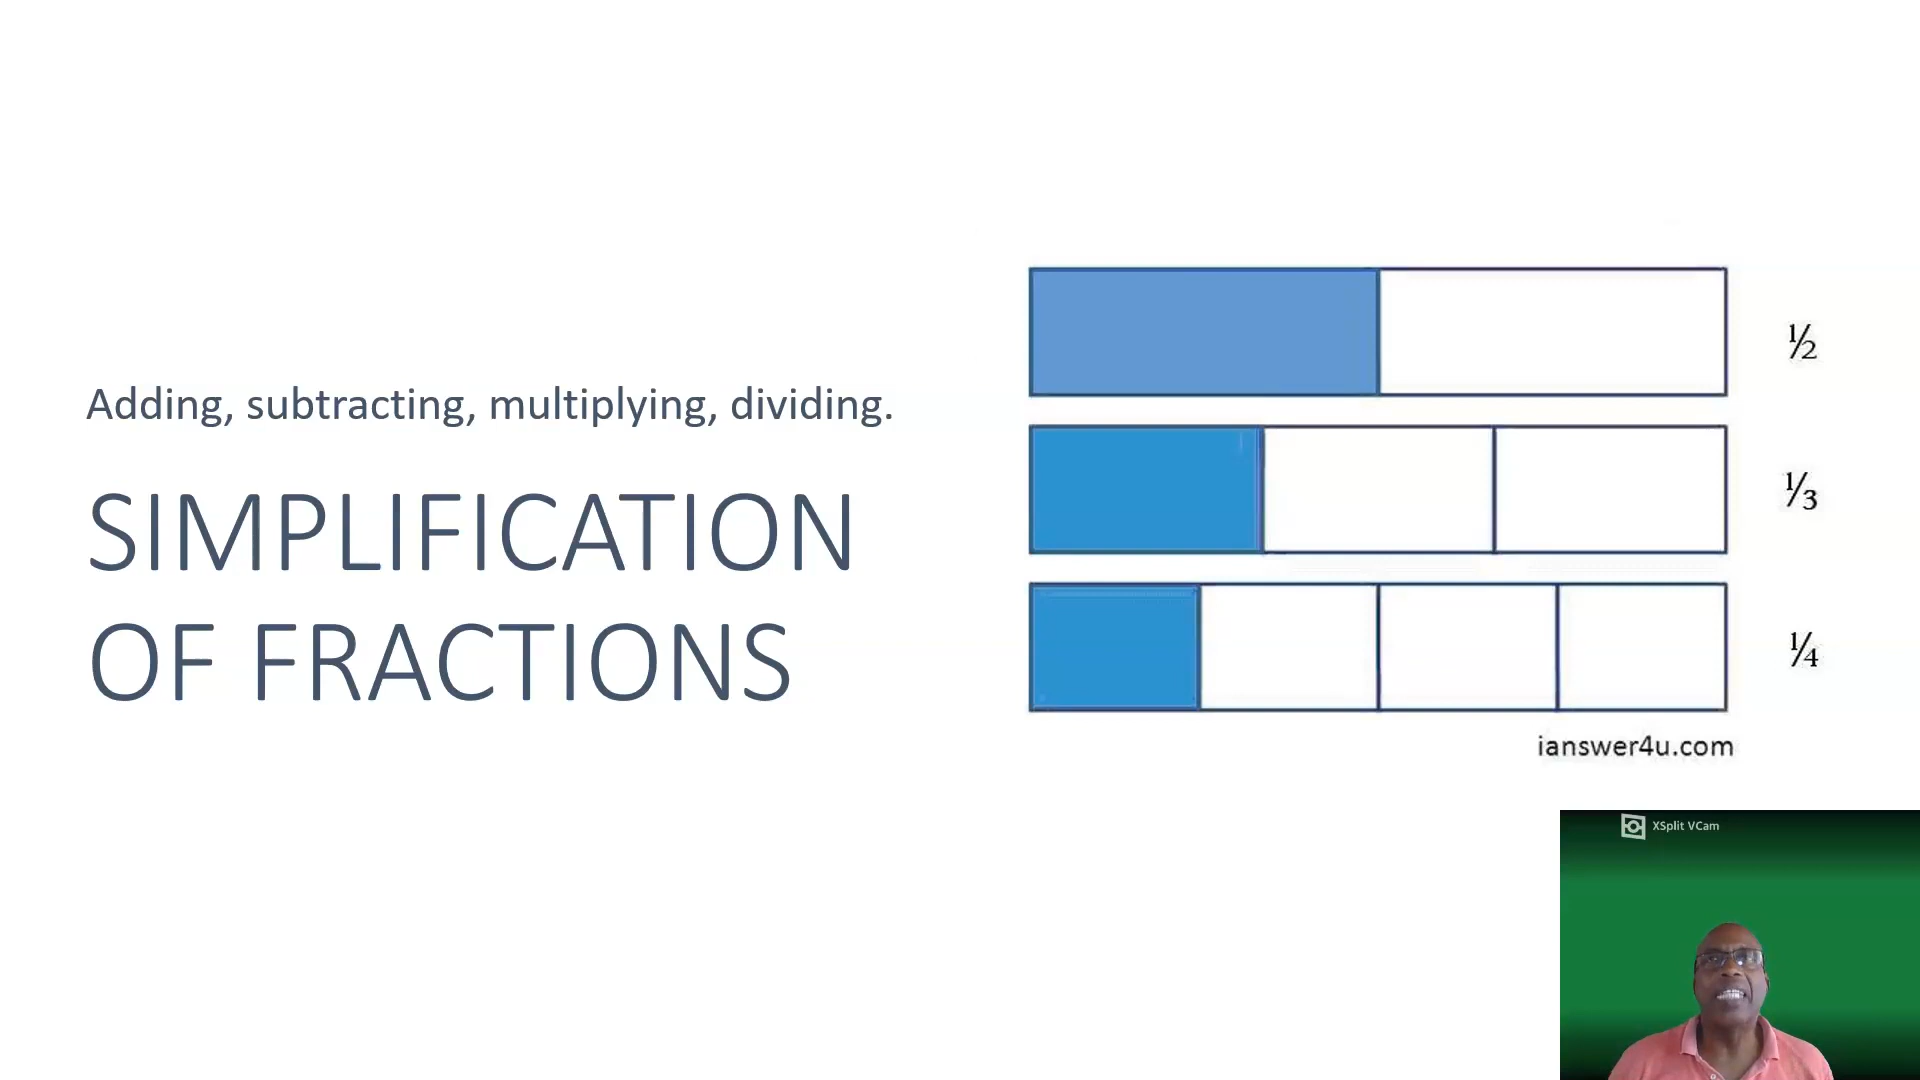 Adding, subtracting, multiplying, dividing.
SIMPLIFICATION
OF FRACTIONS
½
⅓
¼
ianswer4u.com
XSplit VCam